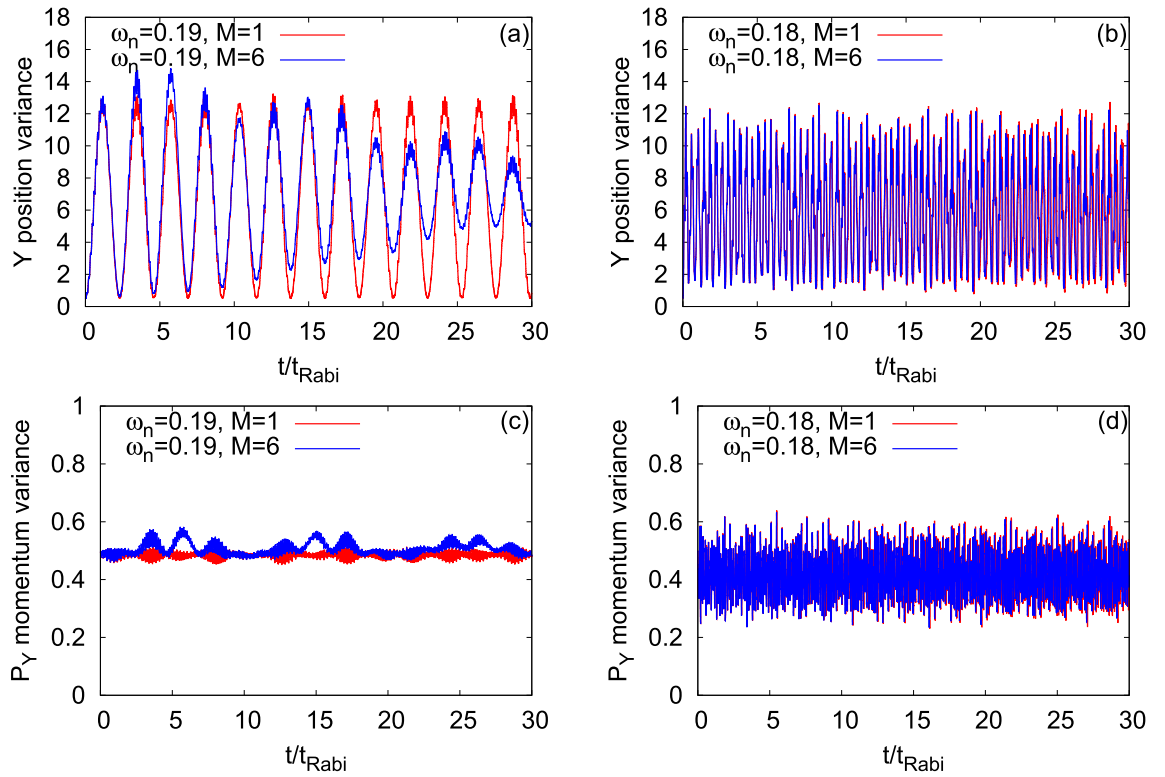 ωn=0.19, M=1
ωn=0.19, M=6
(a)
Y position variance
18
16
14
12
10
8
6
4
2
0
0 5 10 15 20 25 30
t/tRabi
ωn=0.18, M=1
ωn=0.18, M=6
(b)
Y position variance
18
16
14
12
10
8
6
4
2
0
0 5 10 15 20 25 30
t/tRabi
ωn=0.19, M=1
ωn=0.19, M=6
(c)
PY momentum variance
1
0.8
0.6
0.4
0.2
0
0 5 10 15 20 25 30
t/tRabi
ωn=0.18, M=1
ωn=0.18, M=6
(d)
PY momentum variance
1
0.8
0.6
0.4
0.2
0
0 5 10 15 20 25 30
t/tRabi